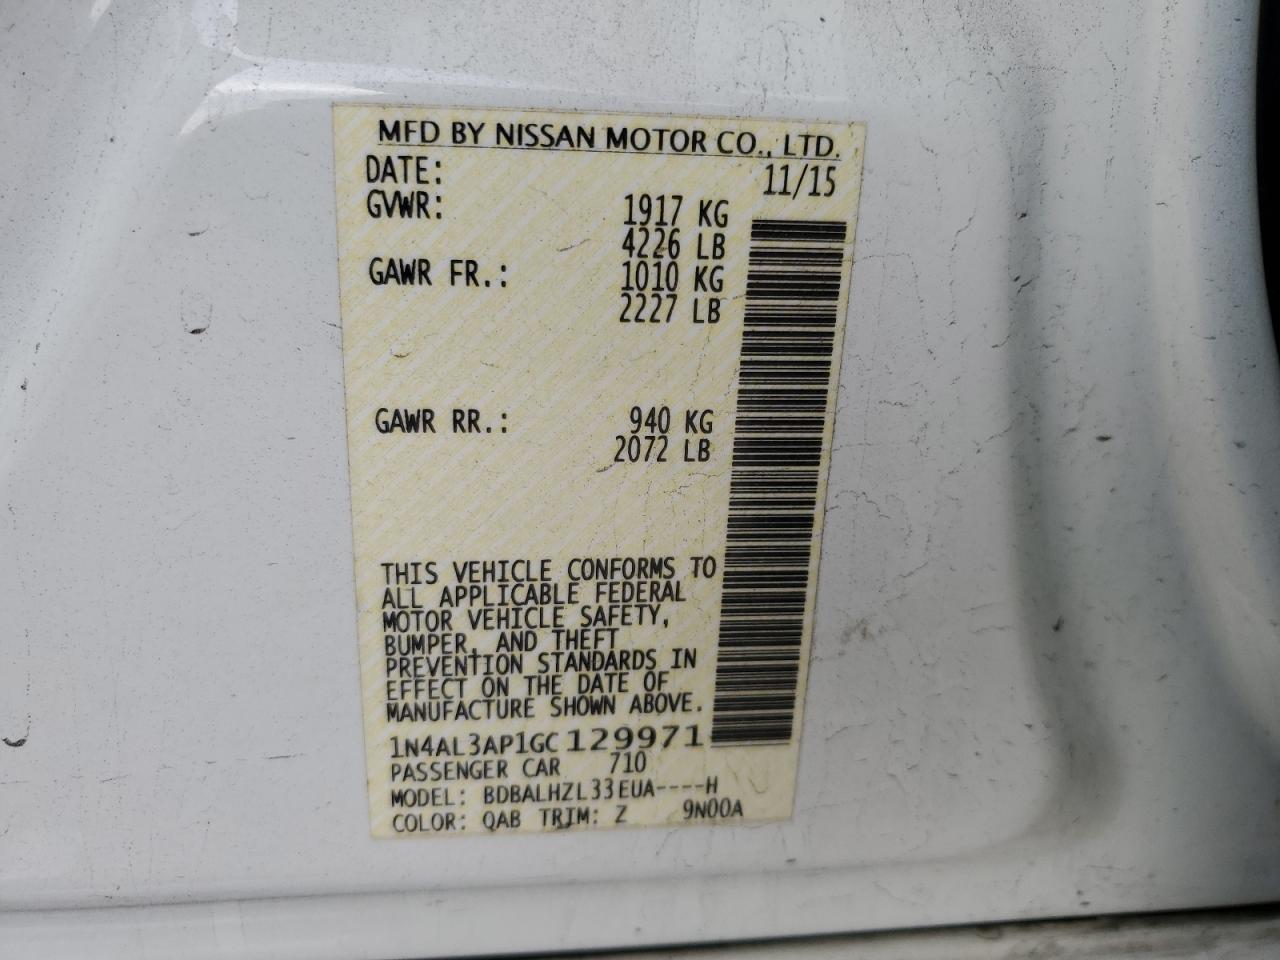 MFD BY NISSAN MOTOR CO., LTD.
DATE: 11/15
GVWR: 1917 KG
4226 LB
GAWR FR.: 1010 KG
2227 LB
GAWR RR.: 940 KG
2072 LB
THIS VEHICLE CONFORMS TO
ALL APPLICABLE FEDERAL
MOTOR VEHICLE SAFETY,
BUMPER, AND THEFT
PREVENTION STANDARDS IN
EFFECT ON THE DATE OF
MANUFACTURE SHOWN ABOVE.
1N4AL3AP1GC129971
PASSENGER CAR 710
MODEL: BDBALHZL33EUA----H
COLOR: QAB TRIM: Z 9N00A